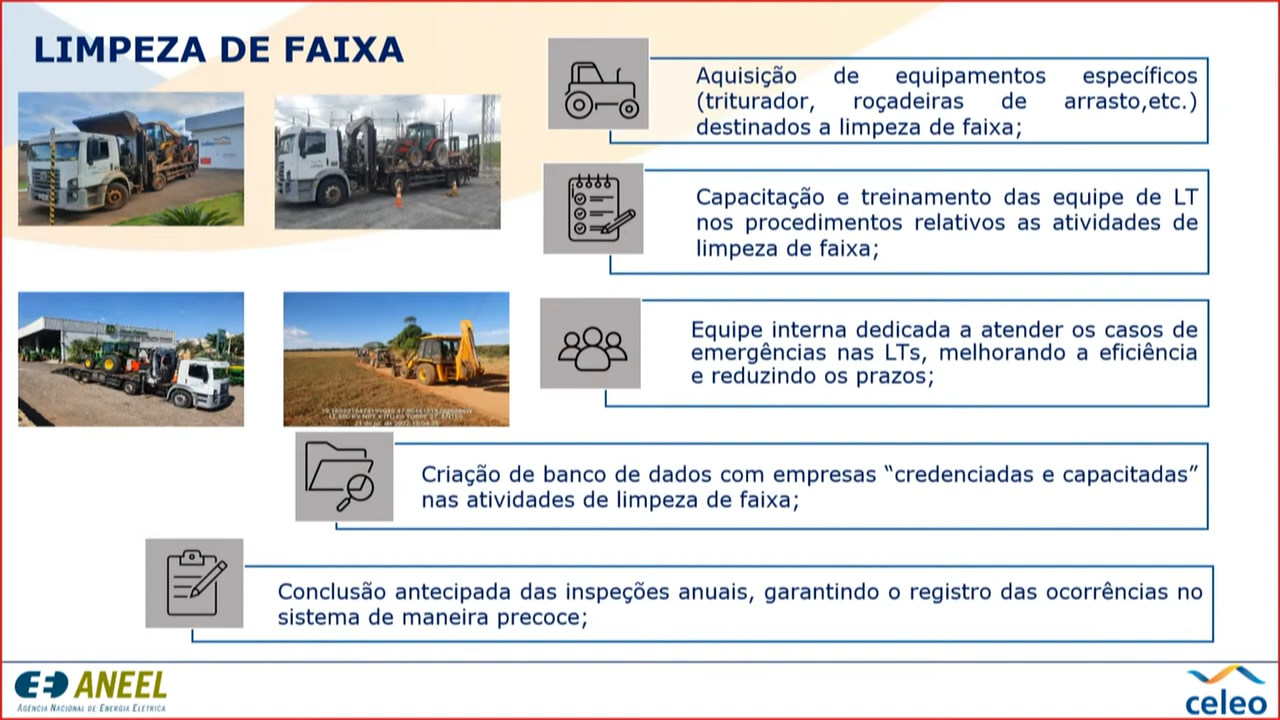 LIMPEZA DE FAIXA
Aquisição de equipamentos específicos
(triturador, roçadeiras de arrasto,etc.)
destinados a limpeza de faixa;
Capacitação e treinamento das equipe de LT
nos procedimentos relativos as atividades de
limpeza de faixa;
Equipe interna dedicada a atender os casos de
emergências nas LTs, melhorando a eficiência
e reduzindo os prazos;
Criação de banco de dados com empresas “credenciadas e capacitadas”
nas atividades de limpeza de faixa;
Conclusão antecipada das inspeções anuais, garantindo o registro das ocorrências no
sistema de maneira precoce;
ANEEL
AGÊNCIA NACIONAL DE ENERGIA ELÉTRICA
celeo